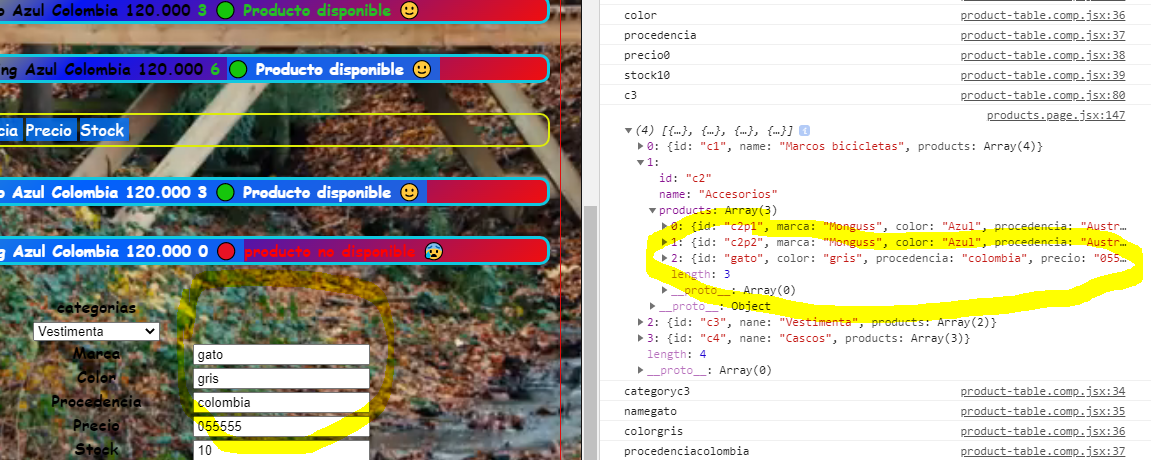 o Azul Colombia 120.000 3 Producto disponible
ng Azul Colombia 120.000 6 Producto disponible
cia Precio Stock
o Azul Colombia 120.000 3 Producto disponible
g Azul Colombia 120.000 0 producto no disponible
categorias
Vestimenta
Marca gato
Color gris
Procedencia colombia
Precio 055555
Stock 10
color product-table.comp.jsx:36
procedencia product-table.comp.jsx:37
precio0 product-table.comp.jsx:38
stock10 product-table.comp.jsx:39
c3 product-table.comp.jsx:80
products.page.jsx:147
▼(4) [{…}, {…}, {…}, {…}] i
▶0: {id: "c1", name: "Marcos bicicletas", products: Array(4)}
▼1:
id: "c2"
name: "Accesorios"
▼products: Array(3)
▶0: {id: "c2p1", marca: "Monguss", color: "Azul", procedencia: "Austr…
▶1: {id: "c2p2", marca: "Monguss", color: "Azul", procedencia: "Austr…
▶2: {id: "gato", color: "gris", procedencia: "colombia", precio: "055…
length: 3
▶__proto__: Array(0)
▶__proto__: Object
▶2: {id: "c3", nane: "Vestimenta", products: Array(2)}
▶3: {id: "c4", name: "Cascos", products: Array(3)}
length: 4
▶__proto__: Array(0)
categoryc3 product-table.comp.jsx:34
namegato product-table.comp.jsx:35
colorgris product-table.comp.jsx:36
procedenciacolombia product-table.comp.jsx:37